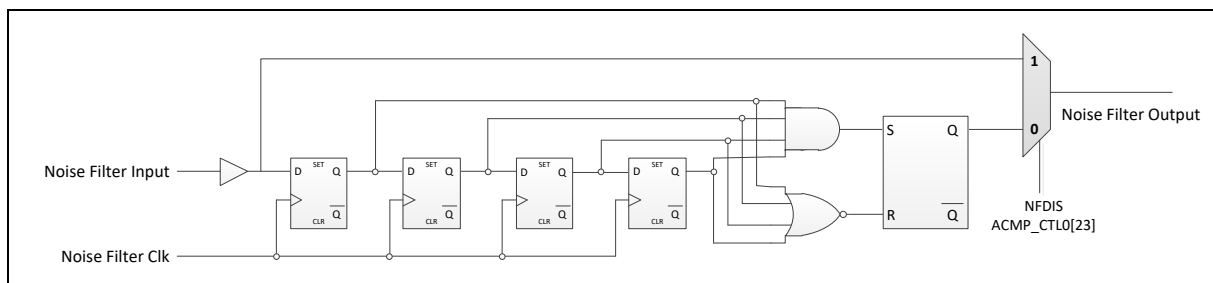 1
Noise Filter Output
0
S Q
R Q
Noise Filter Input
SET
D Q
Q
CLR
SET
D Q
Q
CLR
SET
D Q
Q
CLR
SET
D Q
Q
CLR
NFDIS
ACMP_CTL0[23]
Noise Filter Clk